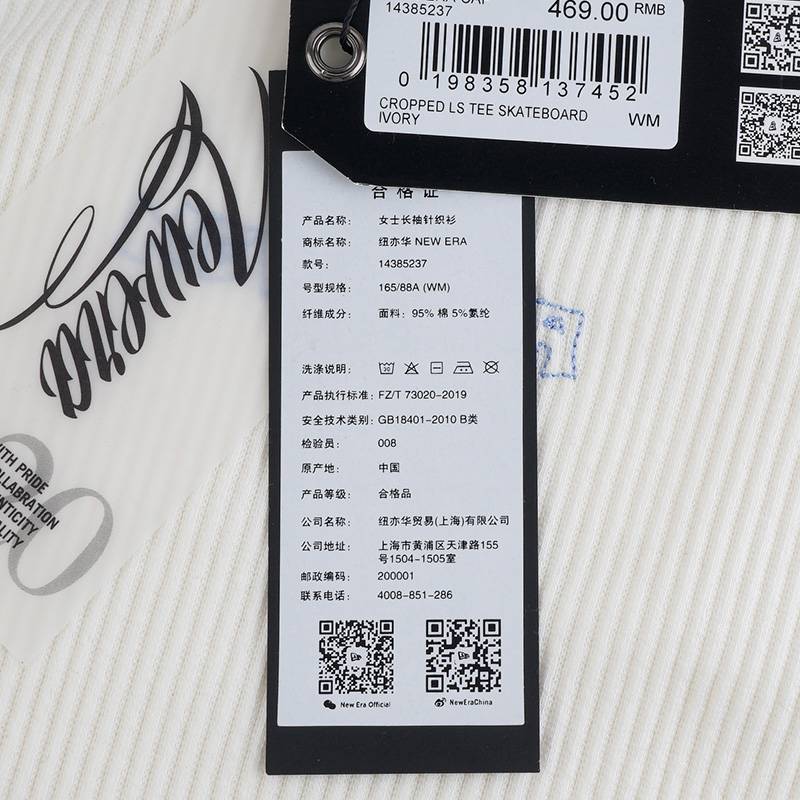 14385237
469.00 RMB
0 198358 137452
CROPPED LS TEE SKATEBOARD
IVORY WM
合格证
产品名称: 女士长袖针织衫
商标名称: 纽亦华 NEW ERA
款号: 14385237
号型规格: 165/88A (WM)
纤维成分: 面料: 95% 棉 5%氨纶
洗涤说明:
产品执行标准: FZ/T 73020-2019
安全技术类别: GB18401-2010 B类
检验员: 008
原产地: 中国
产品等级: 合格品
公司名称: 纽亦华贸易(上海)有限公司
公司地址: 上海市黄浦区天津路155
号1504-1505室
邮政编码: 200001
联系电话: 4008-851-286
New Era Official
NewEraChina
Newera
WITH PRIDE